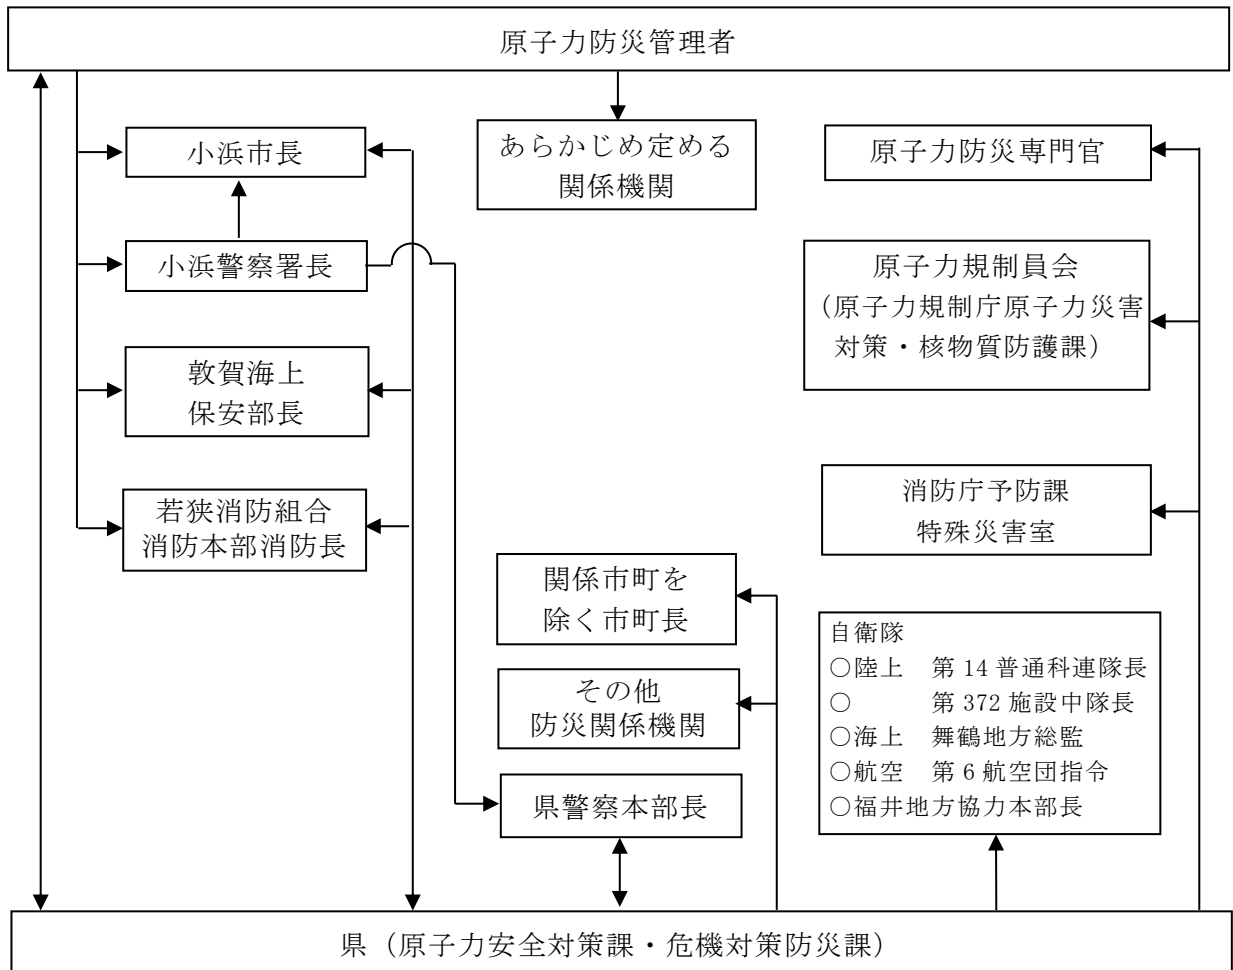 原子力防災管理者
小浜市長
あらかじめ定める
関係機関
原子力防災専門官
小浜警察署長
原子力規制員会
（原子力規制庁原子力災害
対策・核物質防護課）
敦賀海上
保安部長
若狭消防組合
消防本部消防長
消防庁予防課
特殊災害室
関係市町を
除く市町長
その他
防災関係機関
県警察本部長
自衛隊
○陸上　第 14 普通科連隊長
○　　　第 372 施設中隊長
○海上　舞鶴地方総監
○航空　第 6 航空団指令
○福井地方協力本部長
県（原子力安全対策課・危機対策防災課）